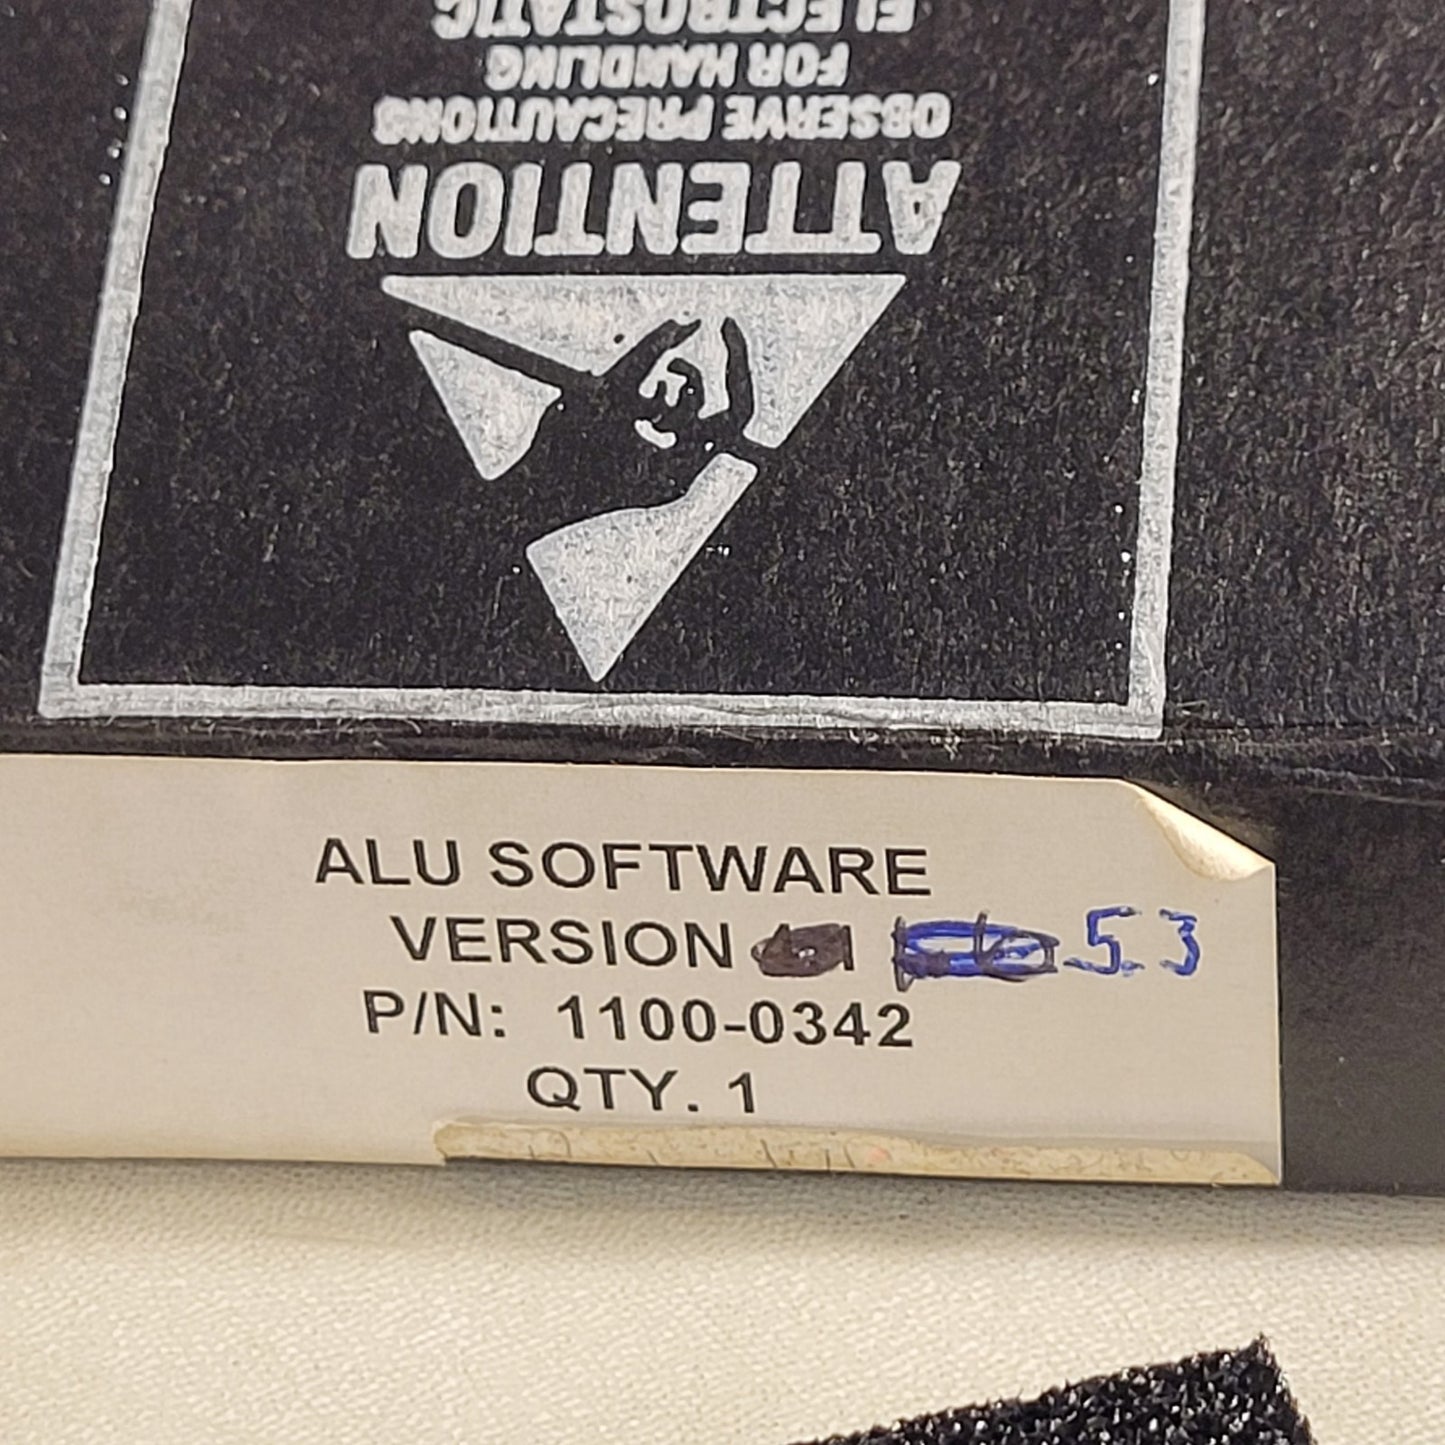 ATTENTION
OBSERVE PRECAUTIONS
FOR HANDLING
ELECTROSTATIC
ALU SOFTWARE
VERSION 5.3
P/N: 1100-0342
QTY. 1